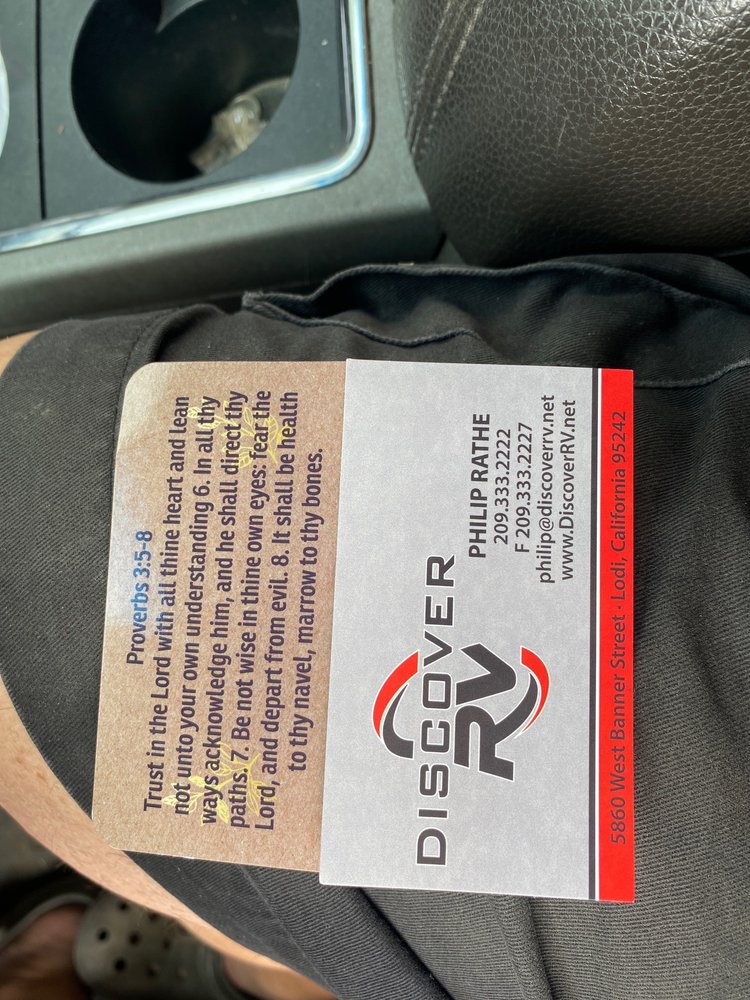 Proverbs 3:5-8
Trust in the Lord with all thine heart and lean
not unto your own understanding 6. In all thy
ways acknowledge him, and he shall direct thy
paths. 7. Be not wise in thine own eyes: fear the
Lord, and depart from evil. 8. It shall be health
to thy navel, marrow to thy bones.
DISCOVER
RV
PHILIP RATHE
209.333.2222
F 209.333.2227
philip@discoverrv.net
www.DiscoverRV.net
5860 West Banner Street · Lodi, California 95242